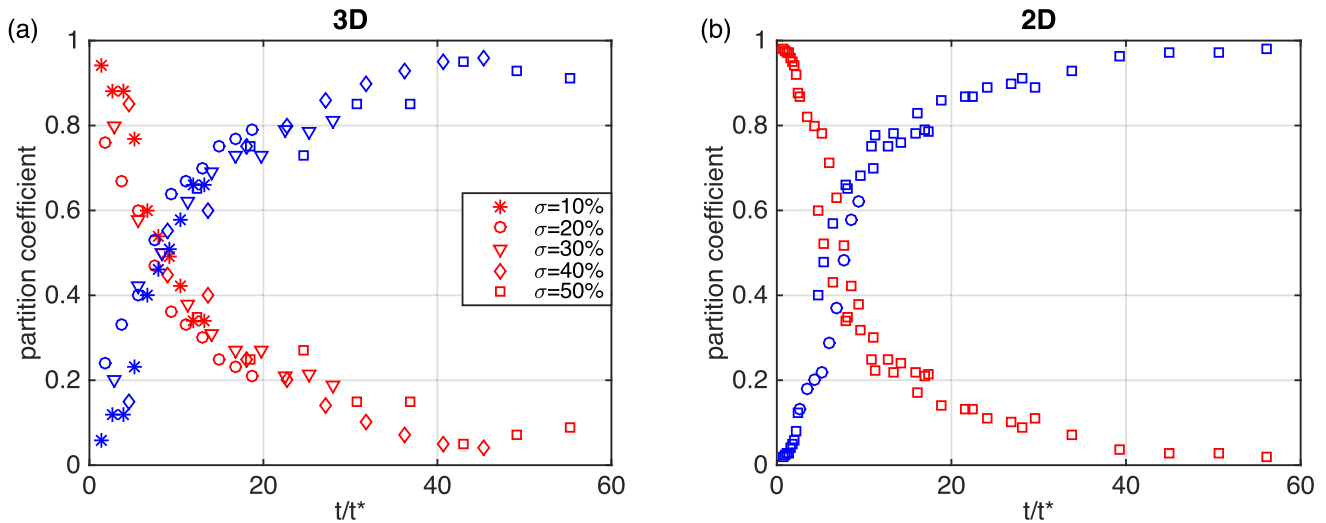 (a)
3D
partition coefficient
1
0.8
0.6
0.4
0.2
0
σ=10%
σ=20%
σ=30%
σ=40%
σ=50%
0 20 40 60
t/t*
(b)
2D
partition coefficient
1
0.8
0.6
0.4
0.2
0
0 20 40 60
t/t*